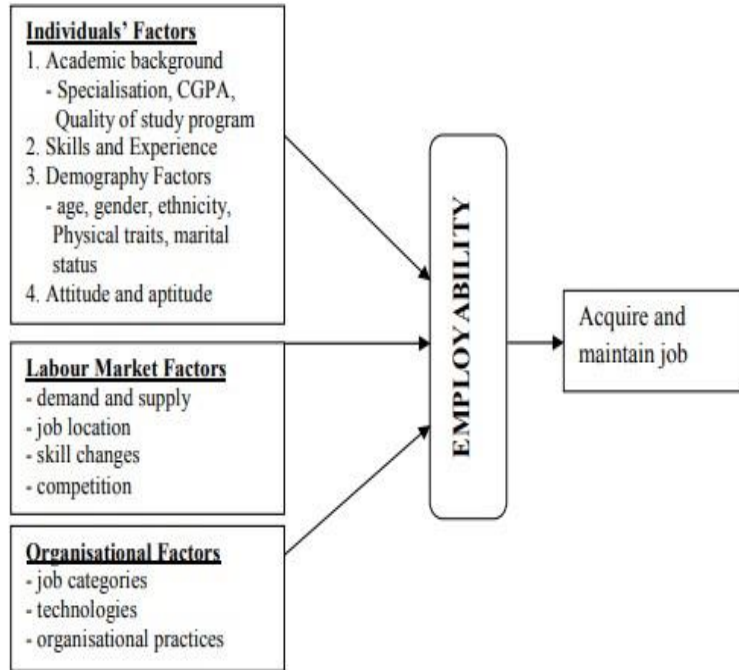 Individuals' Factors
1. Academic background
- Specialisation, CGPA,
Quality of study program
2. Skills and Experience
3. Demography Factors
- age, gender, ethnicity,
Physical traits, marital
status
4. Attitude and aptitude
Labour Market Factors
- demand and supply
- job location
- skill changes
- competition
Organisational Factors
- job categories
- technologies
- organisational practices
EMPLOYABILITY
Acquire and
maintain job